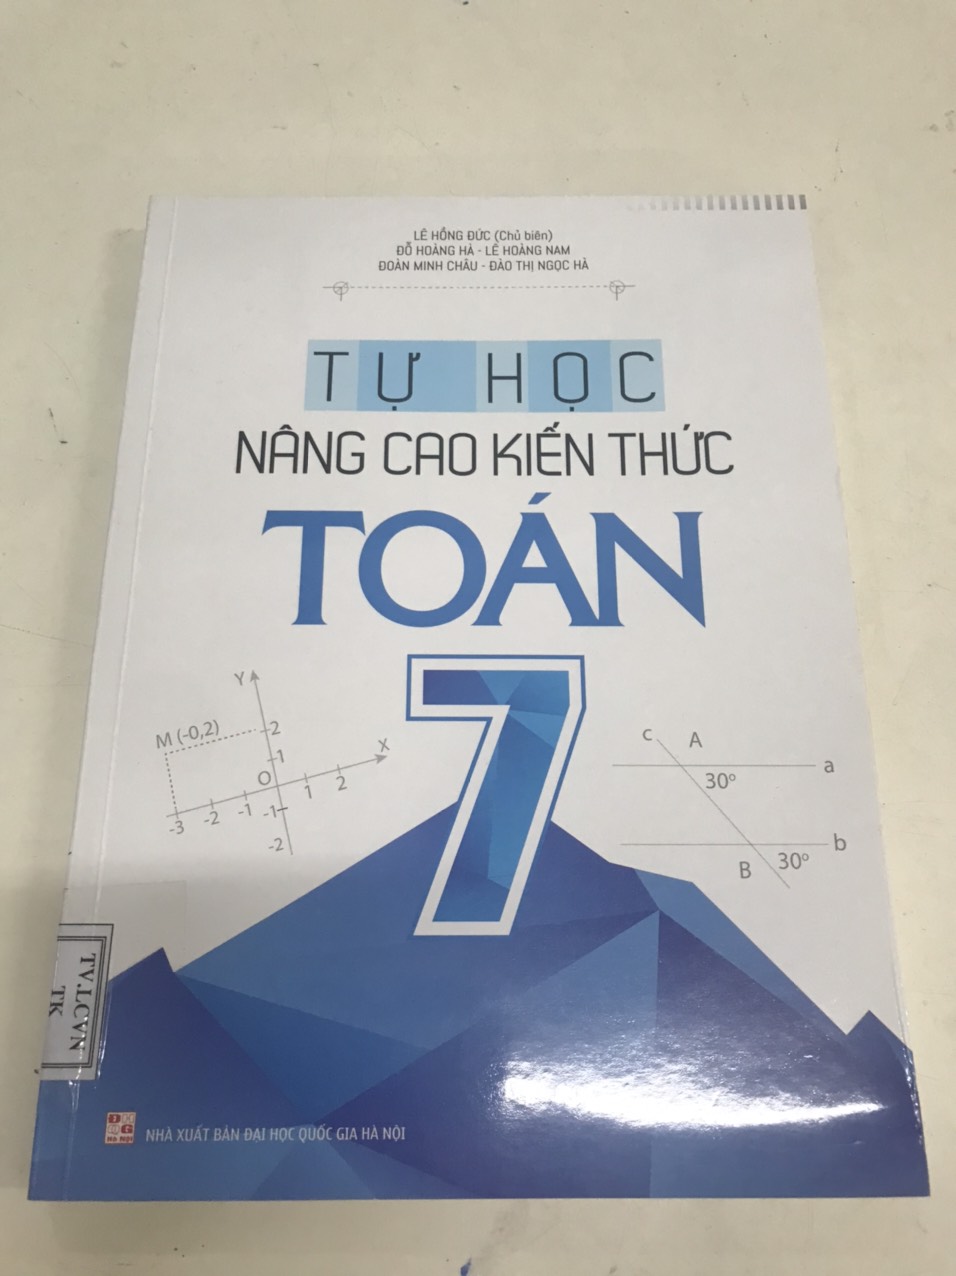 LÊ HỒNG ĐỨC (Chủ biên)
ĐỖ HOÀNG HÀ - LÊ HOÀNG NAM
ĐOÀN MINH CHÂU - ĐÀO THỊ NGỌC HÀ
TỰ HỌC
NÂNG CAO KIẾN THỨC
TOÁN
7
Y
M (-0,2)
2
1
X
O
-3 -2 -1 1 2
-1
-2
c A
a
30°
b
B 30°
TV.LCVN
TK
Hà Nội
NHÀ XUẤT BẢN ĐẠI HỌC QUỐC GIA HÀ NỘI